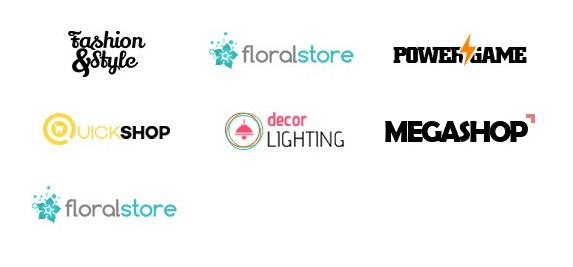 Fashion
& Style
floralstore
POWERGAME
QUICKSHOP
decor
LIGHTING
MEGASHOP
floralstore